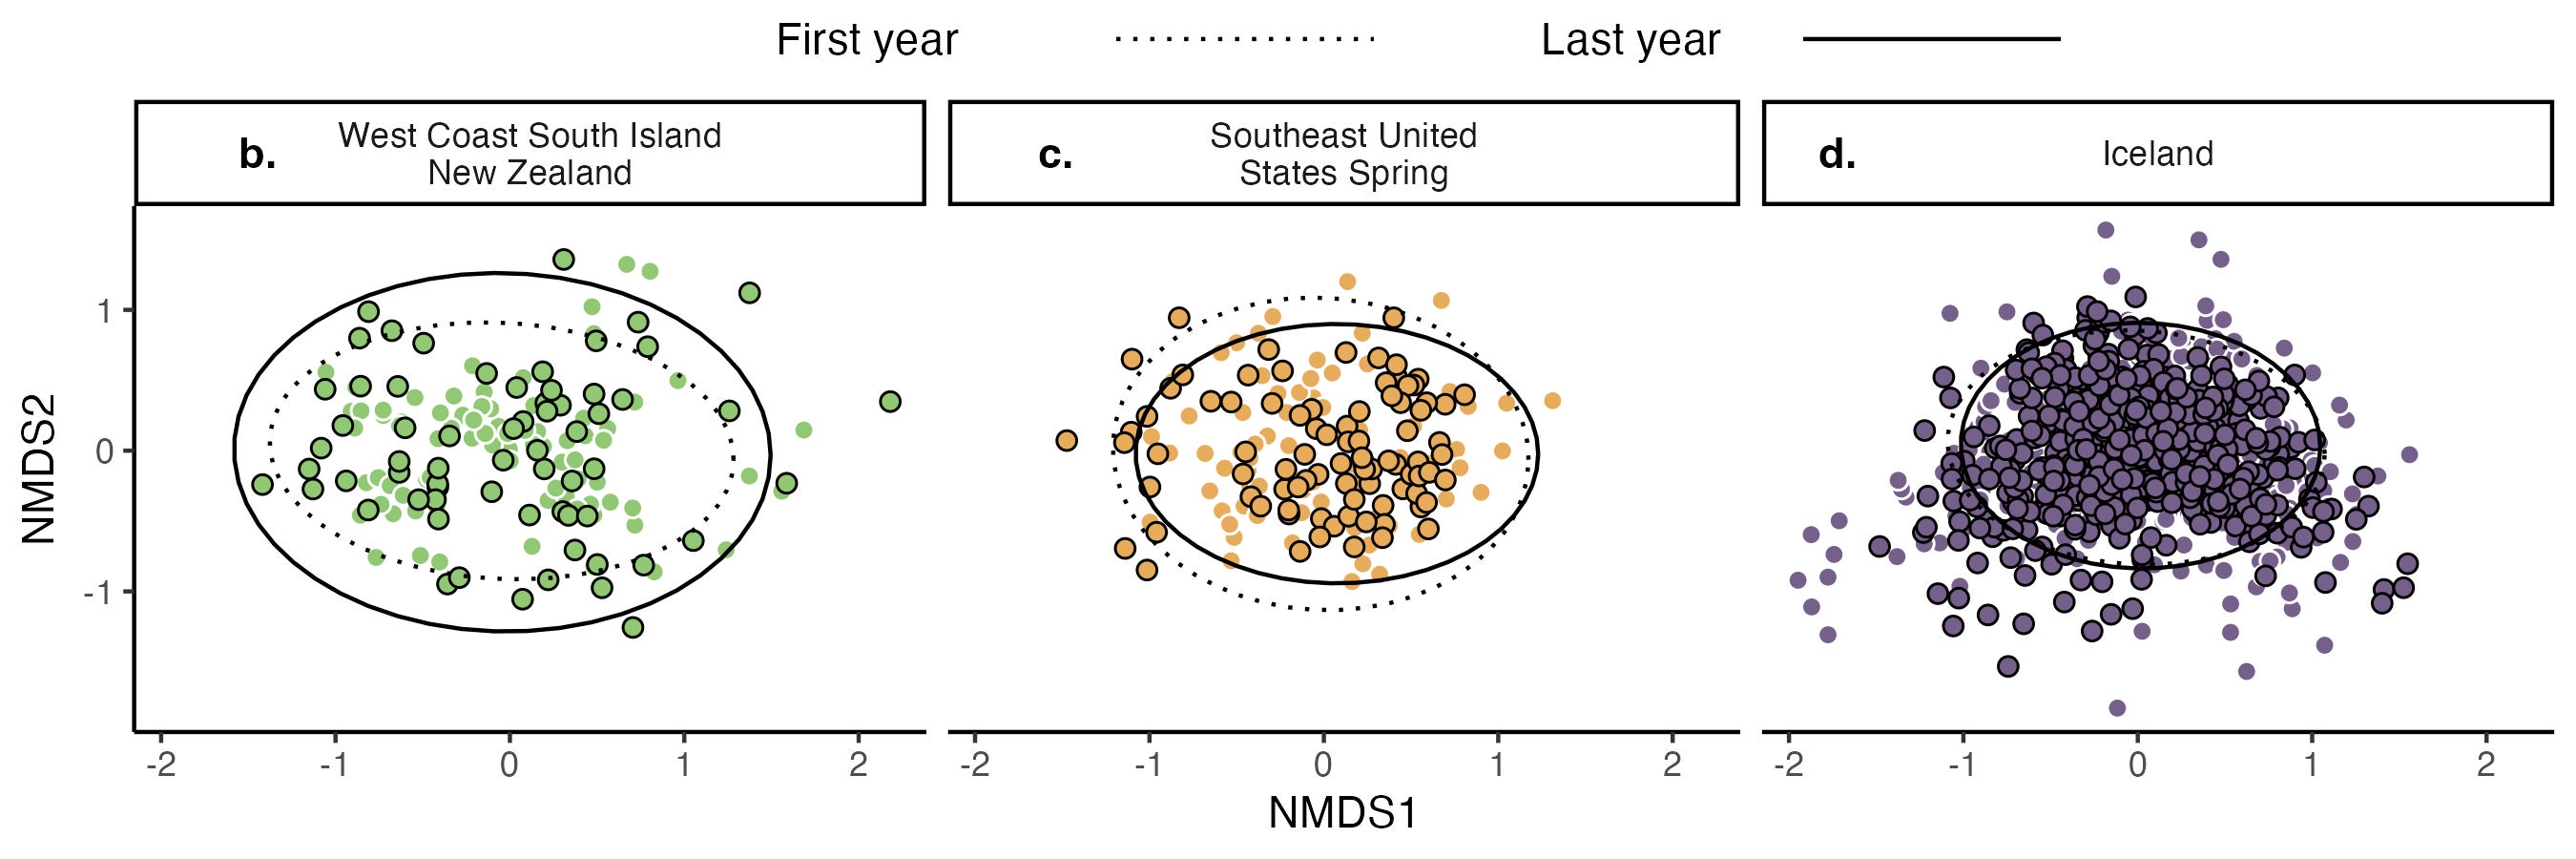 First year Last year
b. West Coast South Island
New Zealand
c. Southeast United
States Spring
d. Iceland
NMDS2
1
0
-1
-2 -1 0 1 2
-2 -1 0 1 2
-2 -1 0 1 2
NMDS1